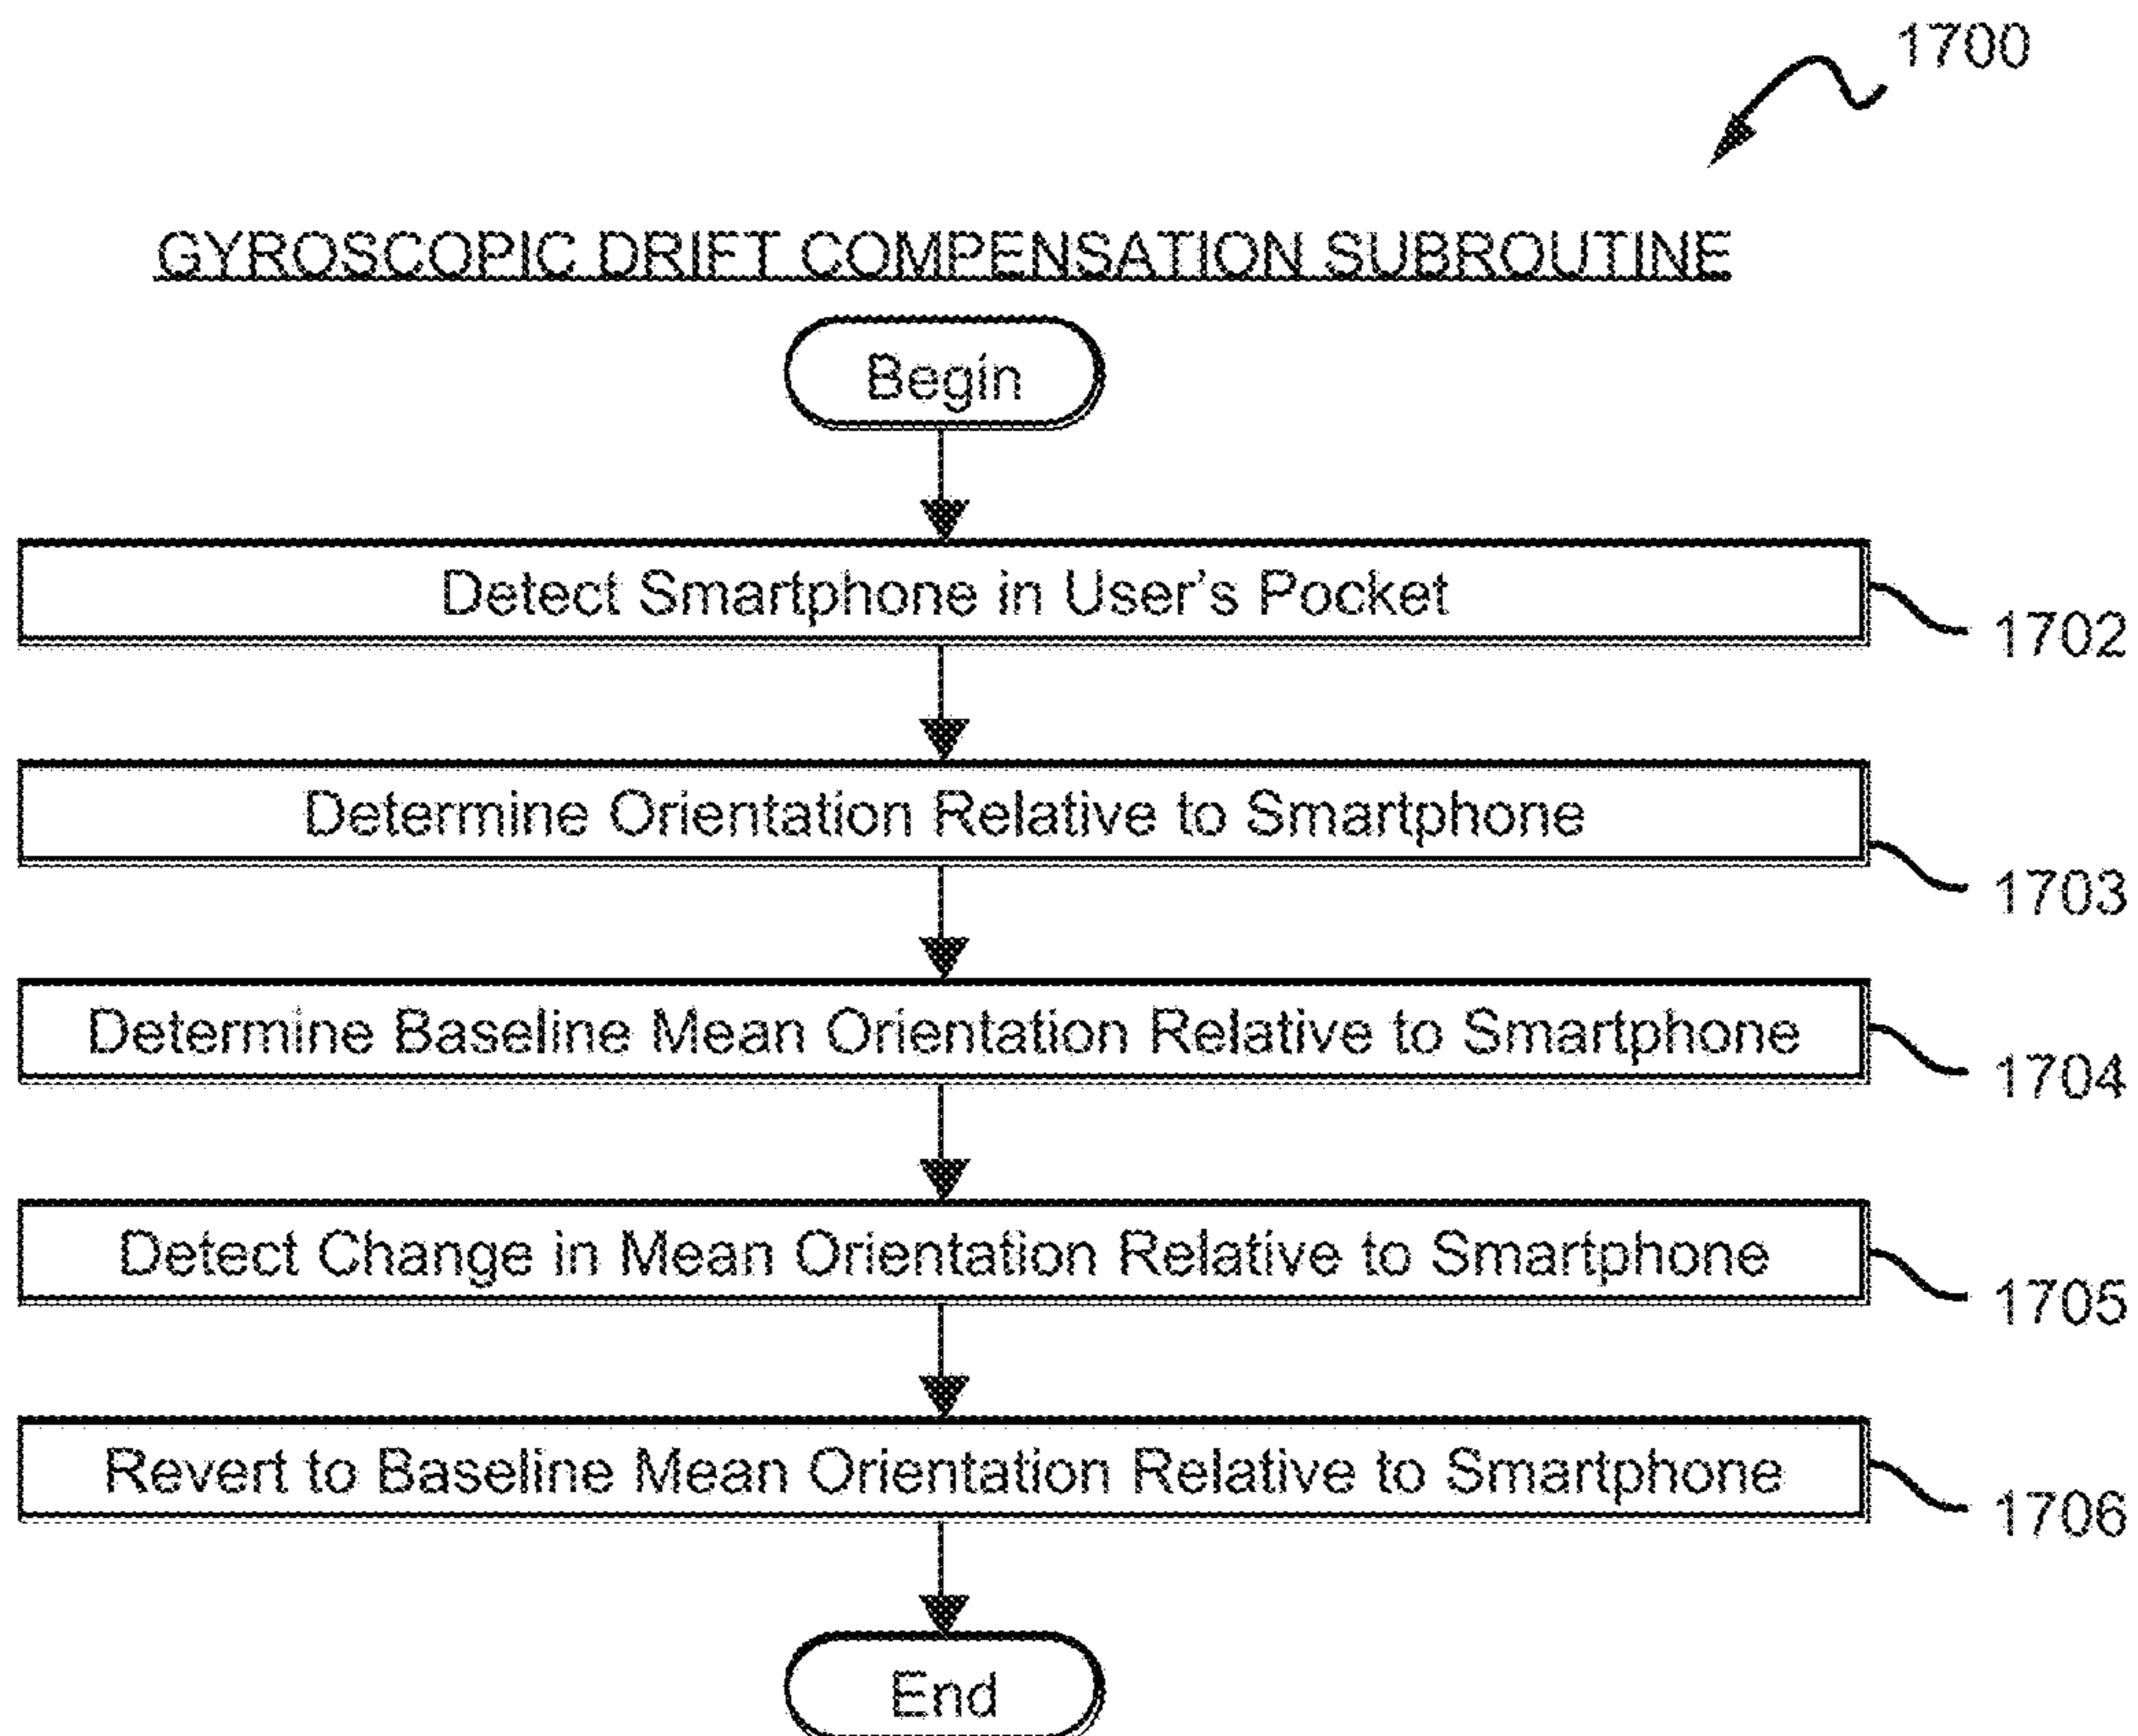 1700
GYROSCOPIC DRIFT COMPENSATION SUBROUTINE
Begin
Detect Smartphone in User's Pocket
1702
Determine Orientation Relative to Smartphone
1703
Determine Baseline Mean Orientation Relative to Smartphone
1704
Detect Change in Mean Orientation Relative to Smartphone
1705
Revert to Baseline Mean Orientation Relative to Smartphone
1706
End